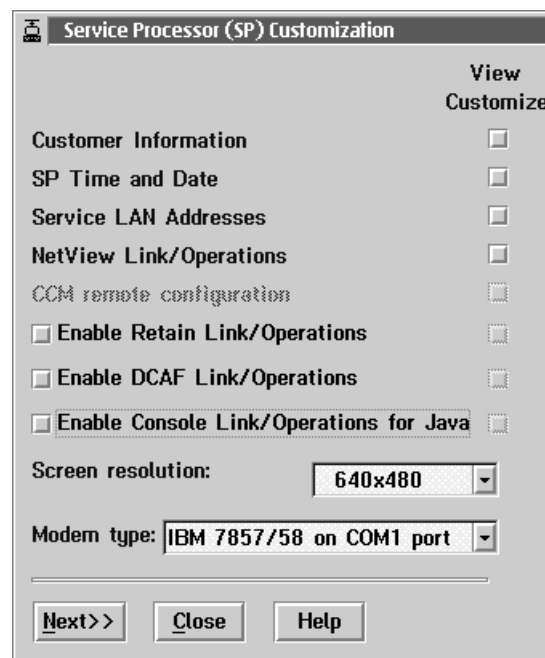 Service Processor (SP) Customization
View
Customize
Customer Information
SP Time and Date
Service LAN Addresses
NetView Link/Operations
CCM remote configuration
Enable Retain Link/Operations
Enable DCAF Link/Operations
Enable Console Link/Operations for Java
Screen resolution: 640x480
Modem type: IBM 7857/58 on COM1 port
Next>> Close Help